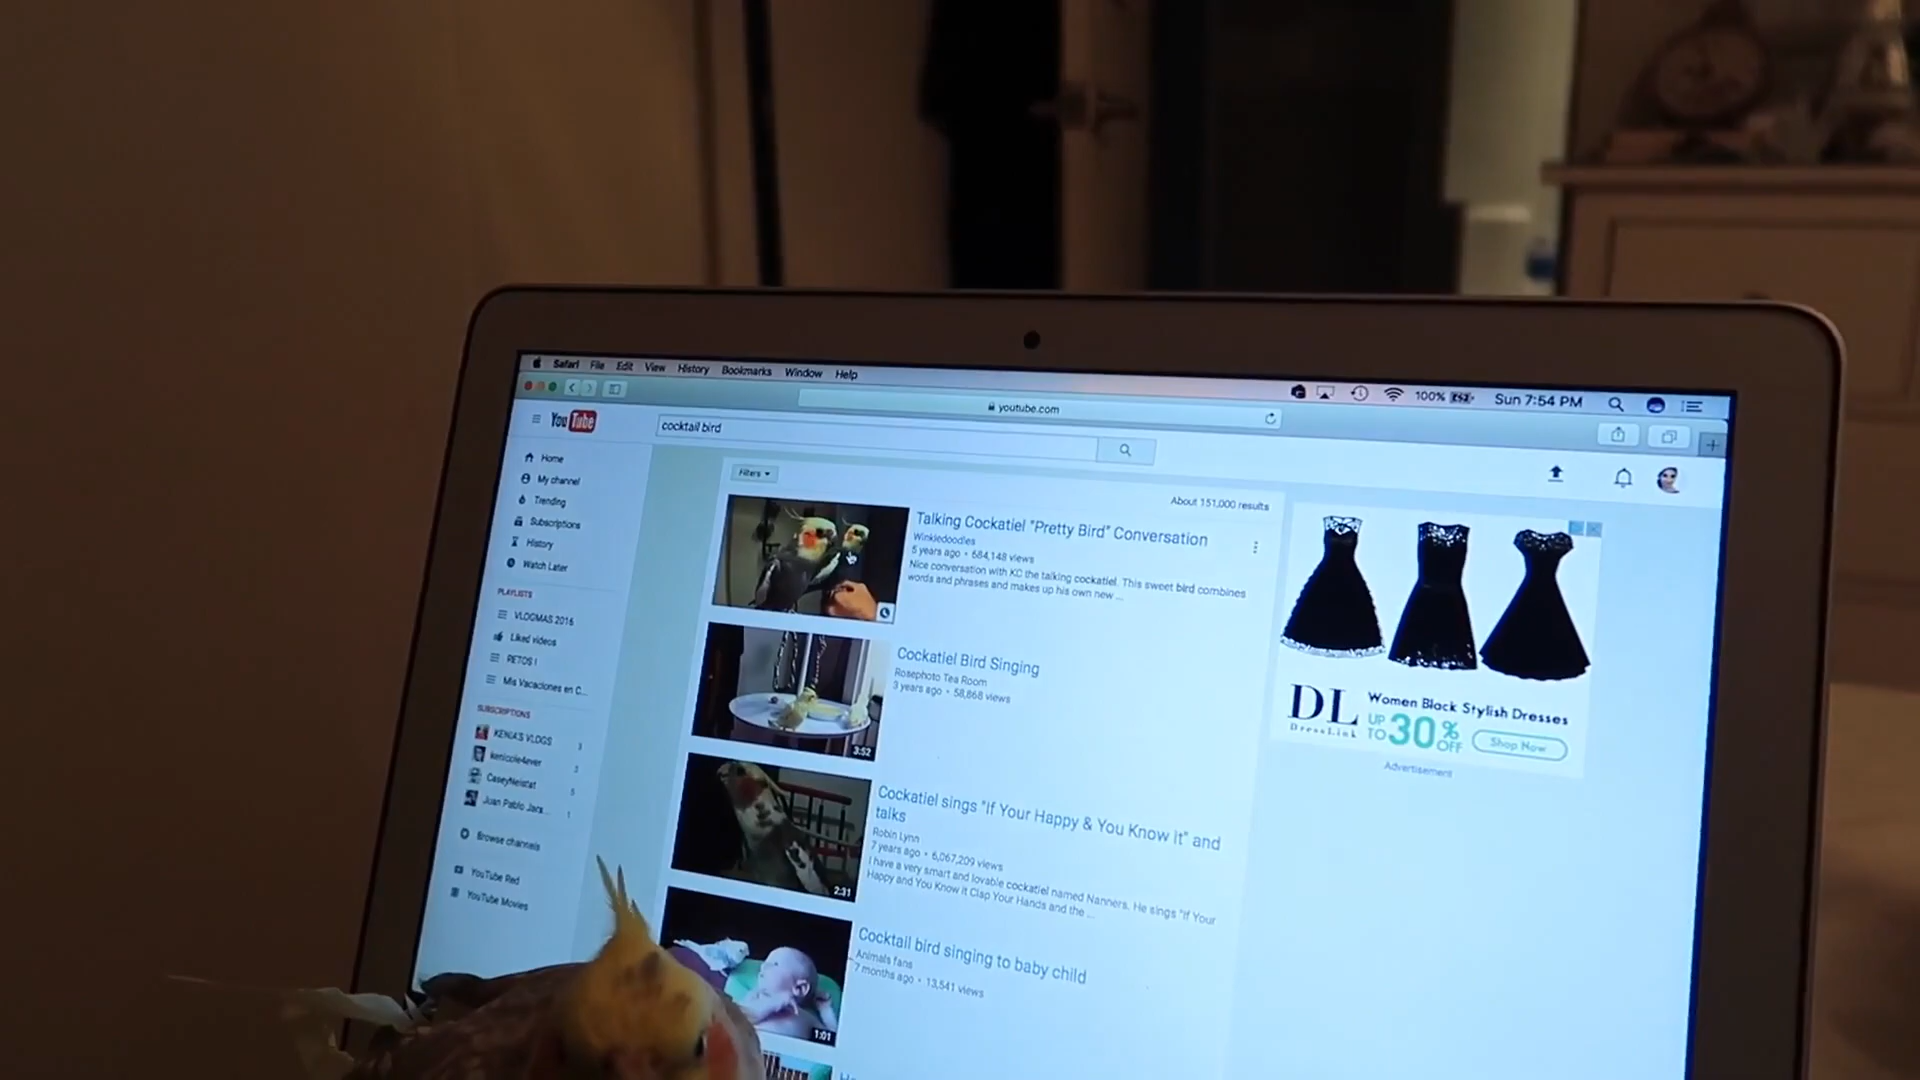 Safari File Edit View History Bookmarks Window Help
100%
Sun 7:54 PM
youtube.com
YouTube
cocktail bird
Home
My channel
Trending
Subscriptions
History
Watch Later
PLAYLISTS
VLOGMAS 2016
Liked videos
RETOS !
Mis Vacaciones en C...
SUBSCRIPTIONS
KENIA'S VLOGS
kenicole4ever
CaseyNeistat
Juan Pablo Jara...
Browse channels
YouTube Red
YouTube Movies
Filters
About 151,000 results
Talking Cockatiel "Pretty Bird" Conversation
Winkiedoodles
5 years ago • 684,148 views
Nice conversation with KC the talking cockatiel. This sweet bird combines
words and phrases and makes up his own new ...
Cockatiel Bird Singing
Rosephoto Tea Room
3 years ago • 58,868 views
3:52
Cockatiel sings "If Your Happy & You Know it" and
talks
Robin Lynn
7 years ago • 6,067,209 views
I have a very smart and lovable cockatiel named Nanners. He sings "If Your
Happy and You Know it Clap Your Hands and the ...
2:31
Cocktail bird singing to baby child
Animals fans
7 months ago • 13,541 views
1:01
DL
DressLink
Women Black Stylish Dresses
UP TO 30% OFF
Shop Now
Advertisement